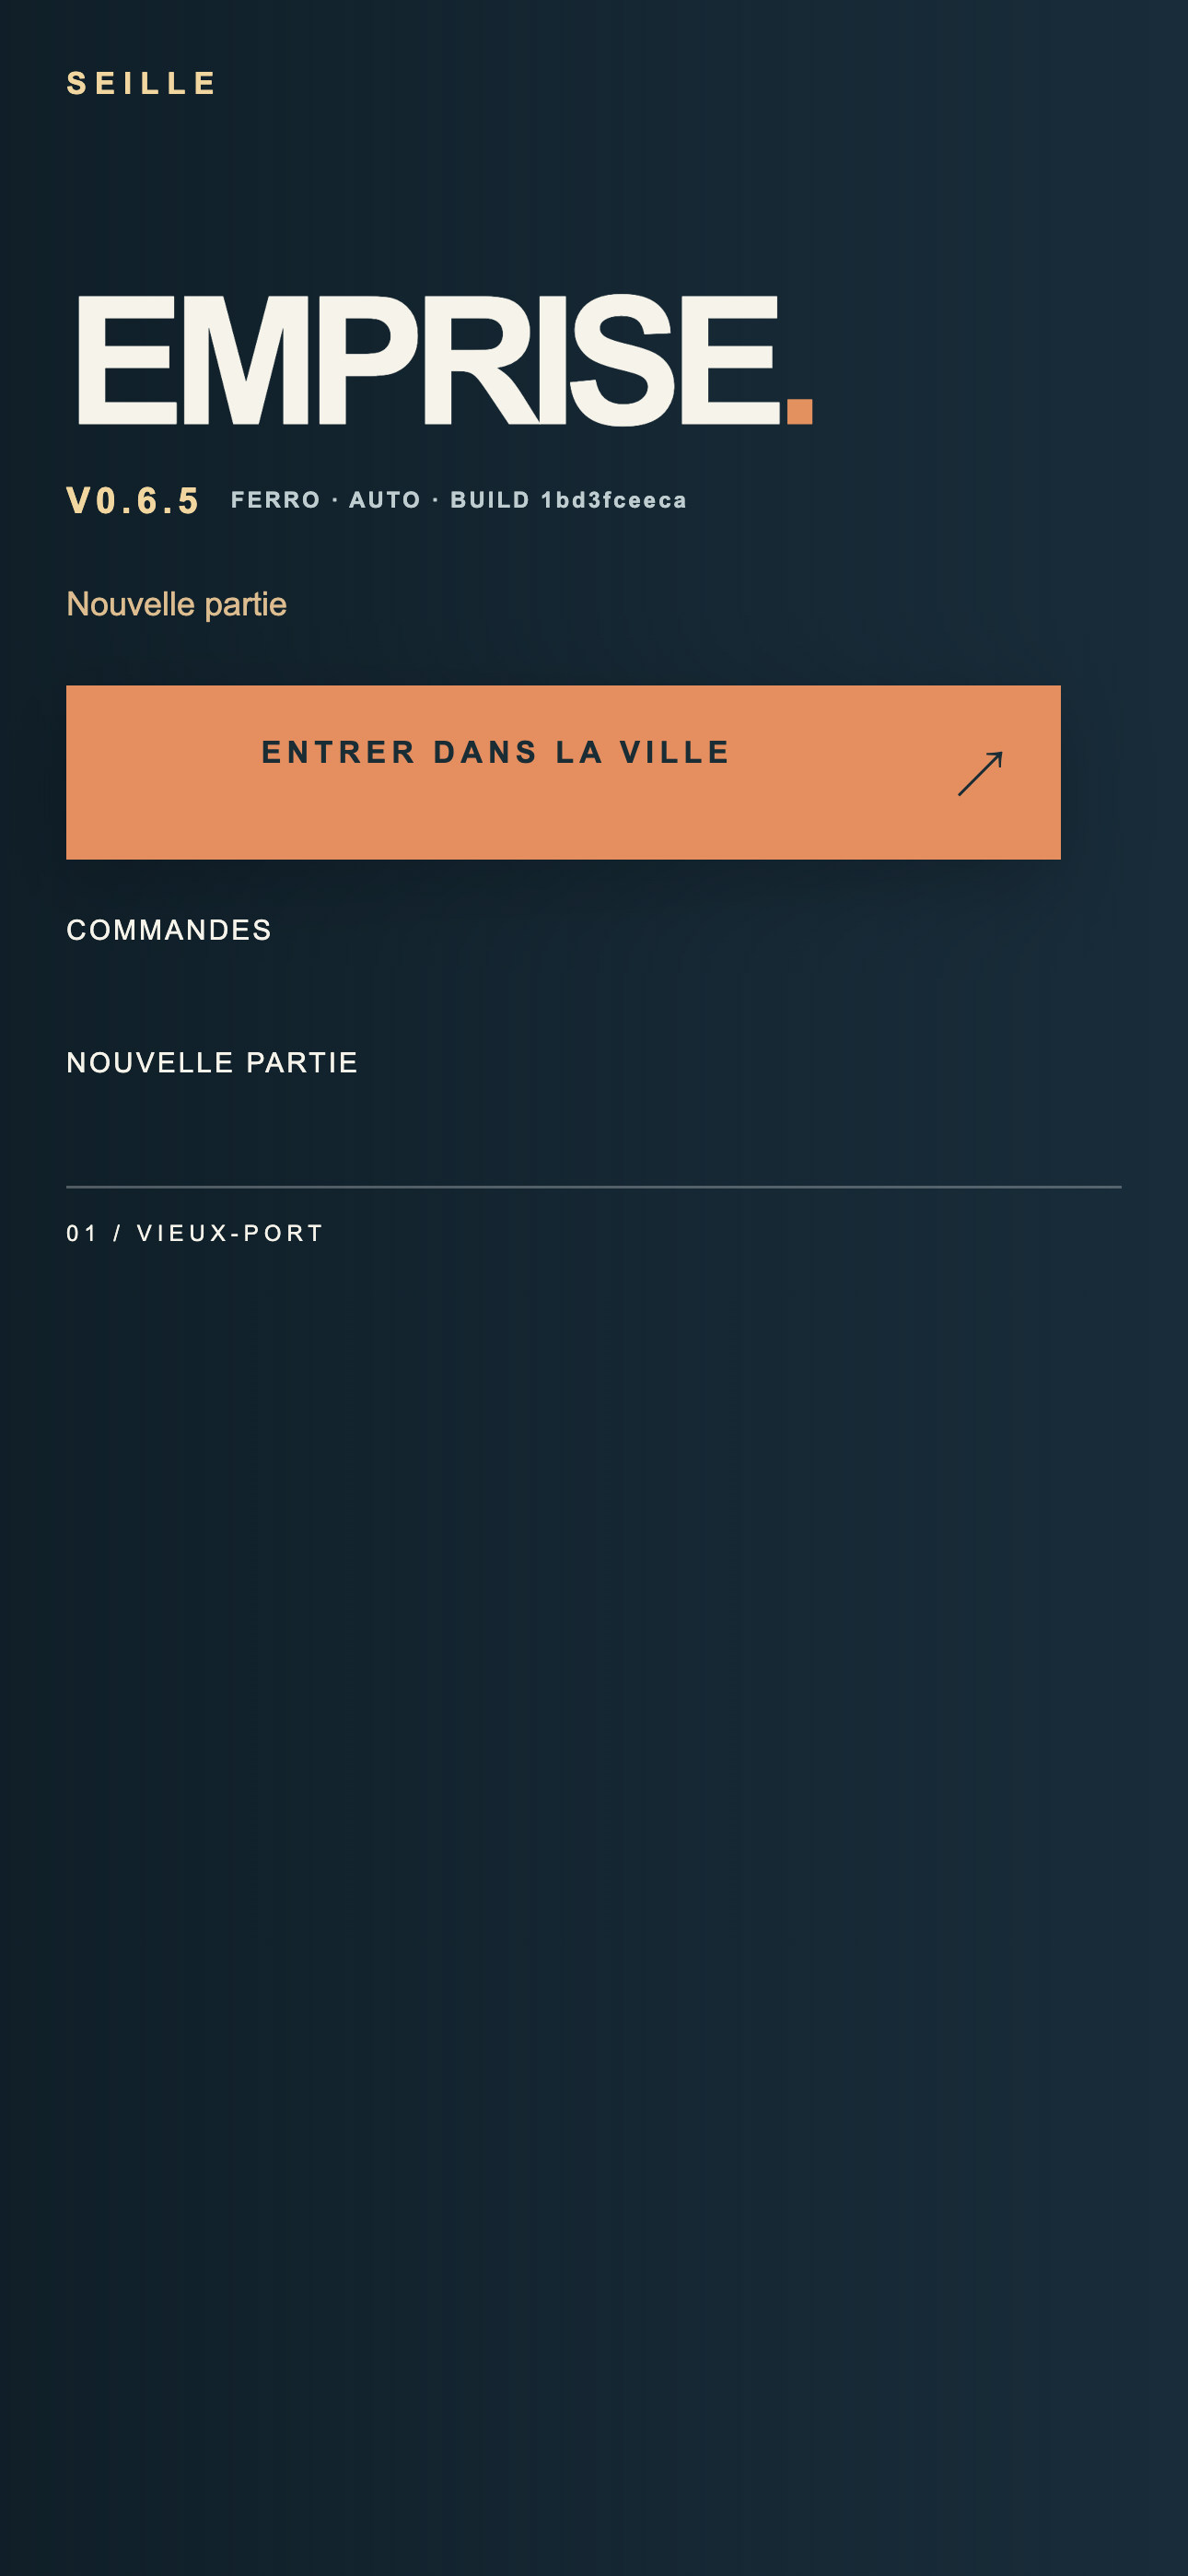 SEILLE
EMPRISE.
V0.6.5 FERRO · AUTO · BUILD 1bd3fceeca
Nouvelle partie
ENTRER DANS LA VILLE ↗
COMMANDES
NOUVELLE PARTIE
01 / VIEUX-PORT